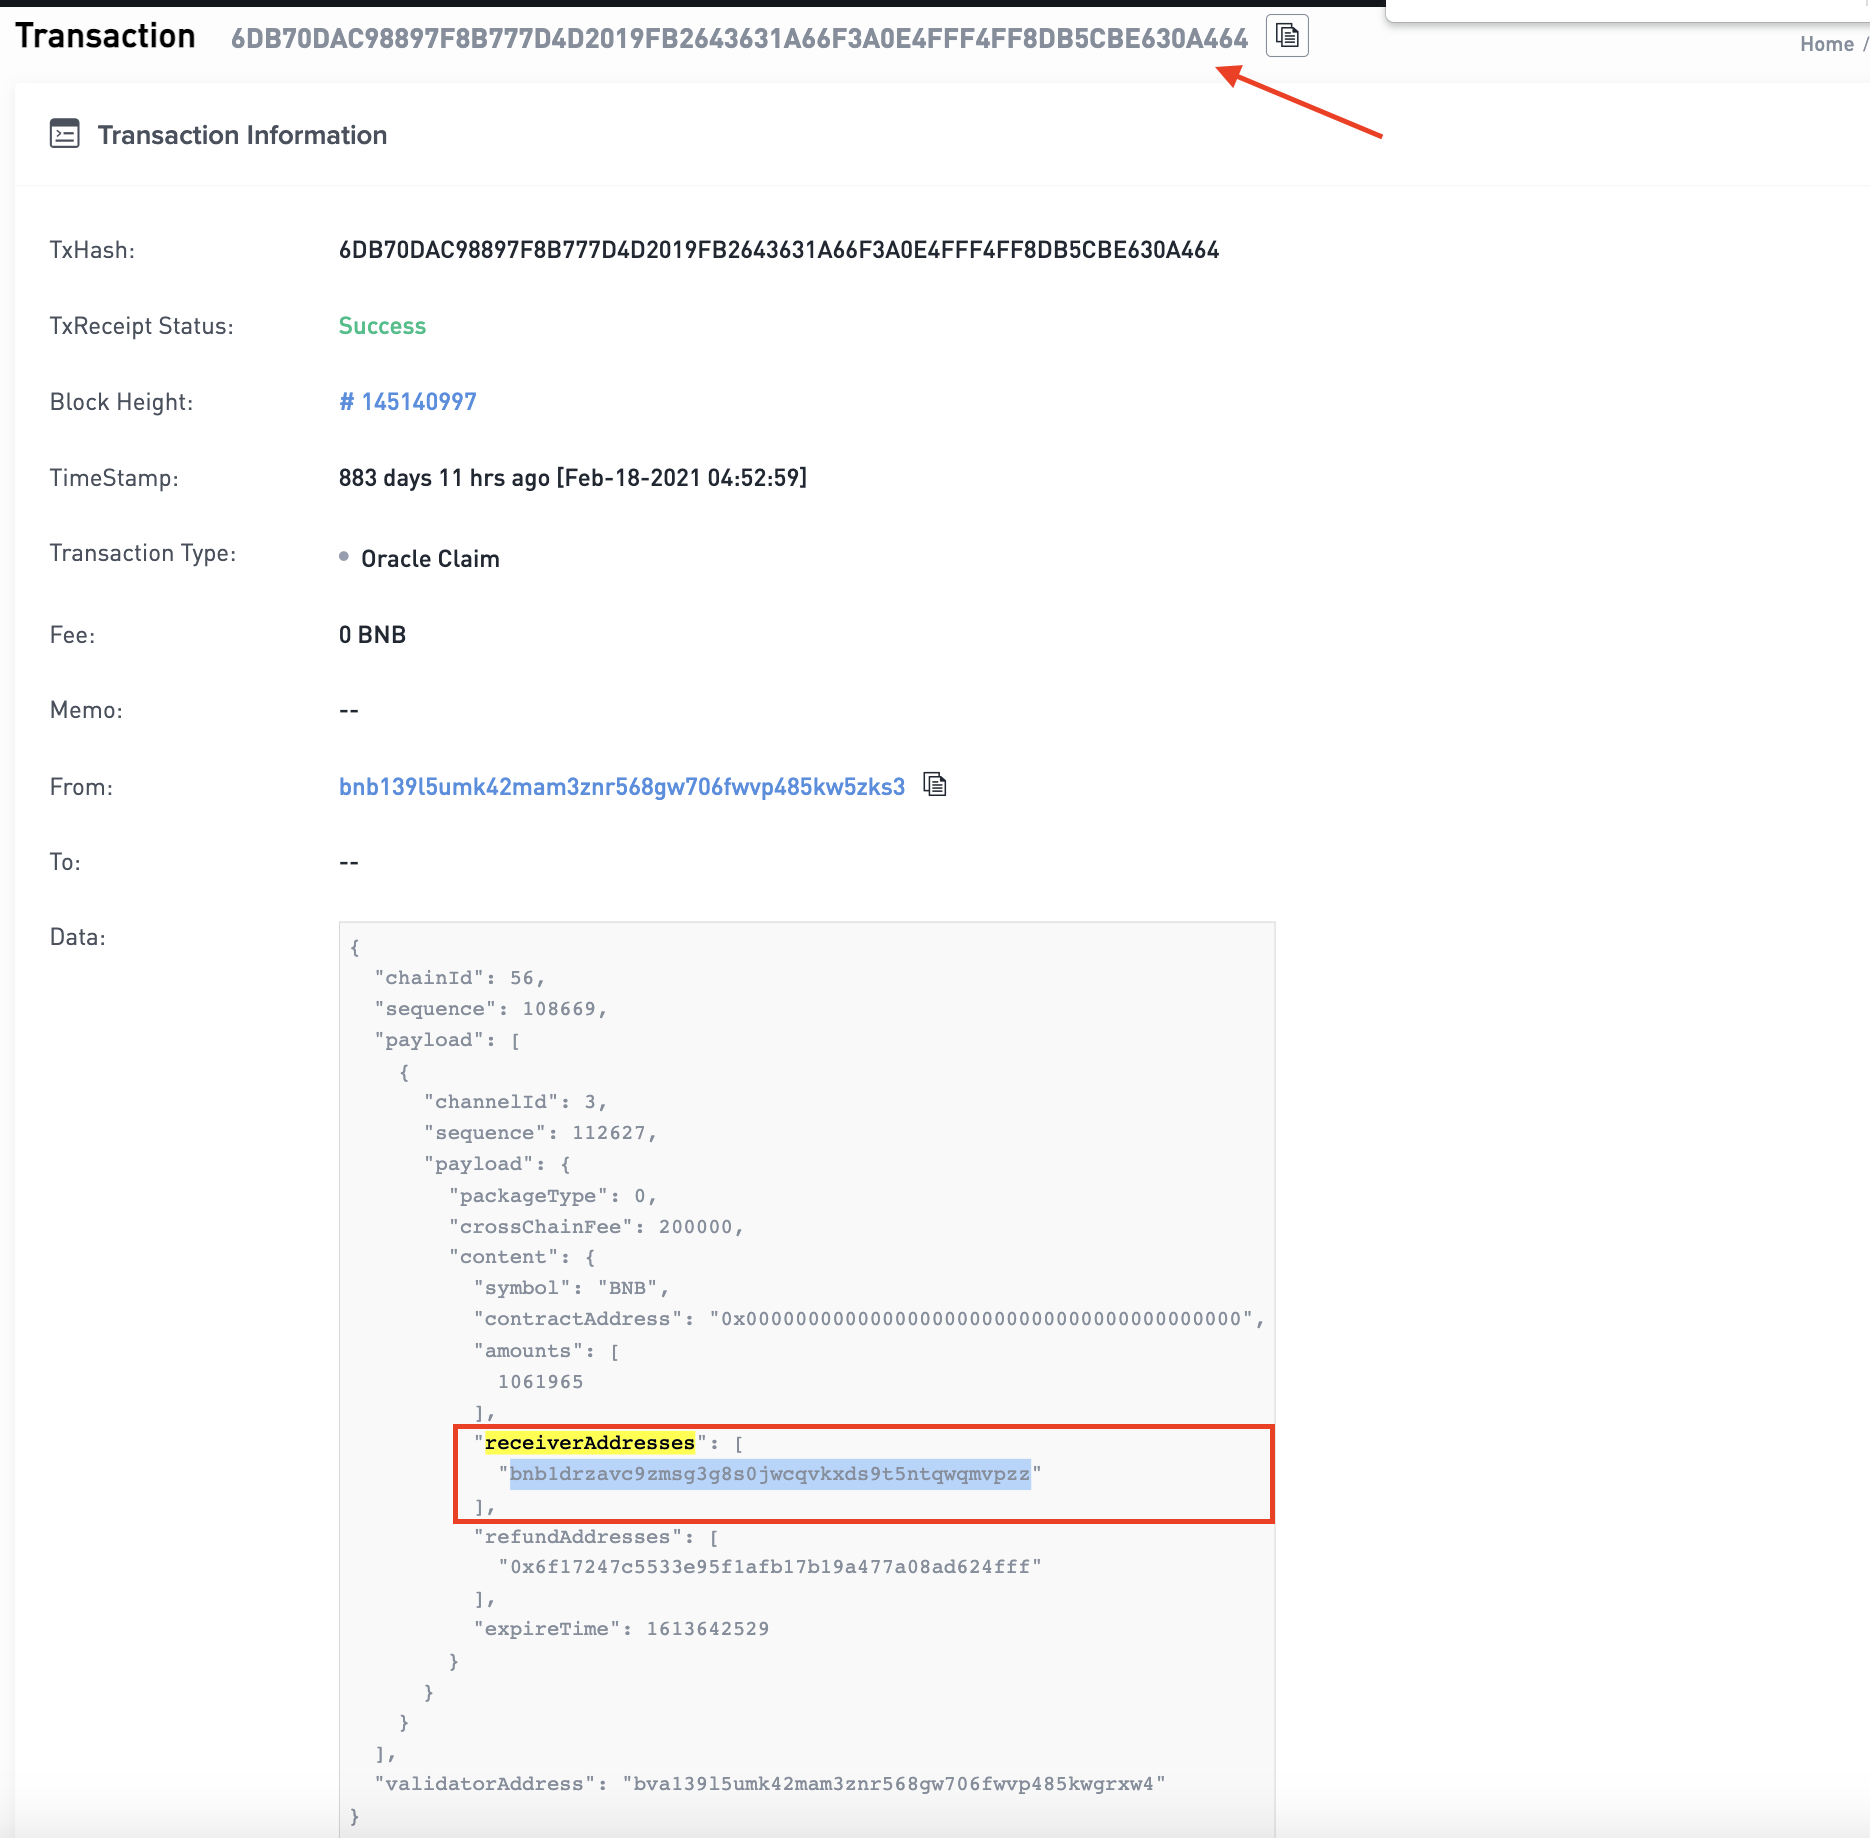 Transaction 6DB70DAC98897F8B777D4D2019FB2643631A66F3A0E4FFF4FF8DB5CBE630A464
Home /
Transaction Information
TxHash: 6DB70DAC98897F8B777D4D2019FB2643631A66F3A0E4FFF4FF8DB5CBE630A464
TxReceipt Status: Success
Block Height: # 145140997
TimeStamp: 883 days 11 hrs ago [Feb-18-2021 04:52:59]
Transaction Type: Oracle Claim
Fee: 0 BNB
Memo: --
From: bnb139l5umk42mam3znr568gw706fwvp485kw5zks3
To: --
Data:
{
"chainId": 56,
"sequence": 108669,
"payload": [
{
"channelId": 3,
"sequence": 112627,
"payload": {
"packageType": 0,
"crossChainFee": 200000,
"content": {
"symbol": "BNB",
"contractAddress": "0x0000000000000000000000000000000000000000",
"amounts": [
1061965
],
"receiverAddresses": [
"bnb1drzavc9zmsg3g8s0jwcqvkxds9t5ntqwqmvpzz"
],
"refundAddresses": [
"0x6f17247c5533e95f1afb17b19a477a08ad624fff"
],
"expireTime": 1613642529
}
}
}
],
"validatorAddress": "bva139l5umk42mam3znr568gw706fwvp485kwgrxw4"
}